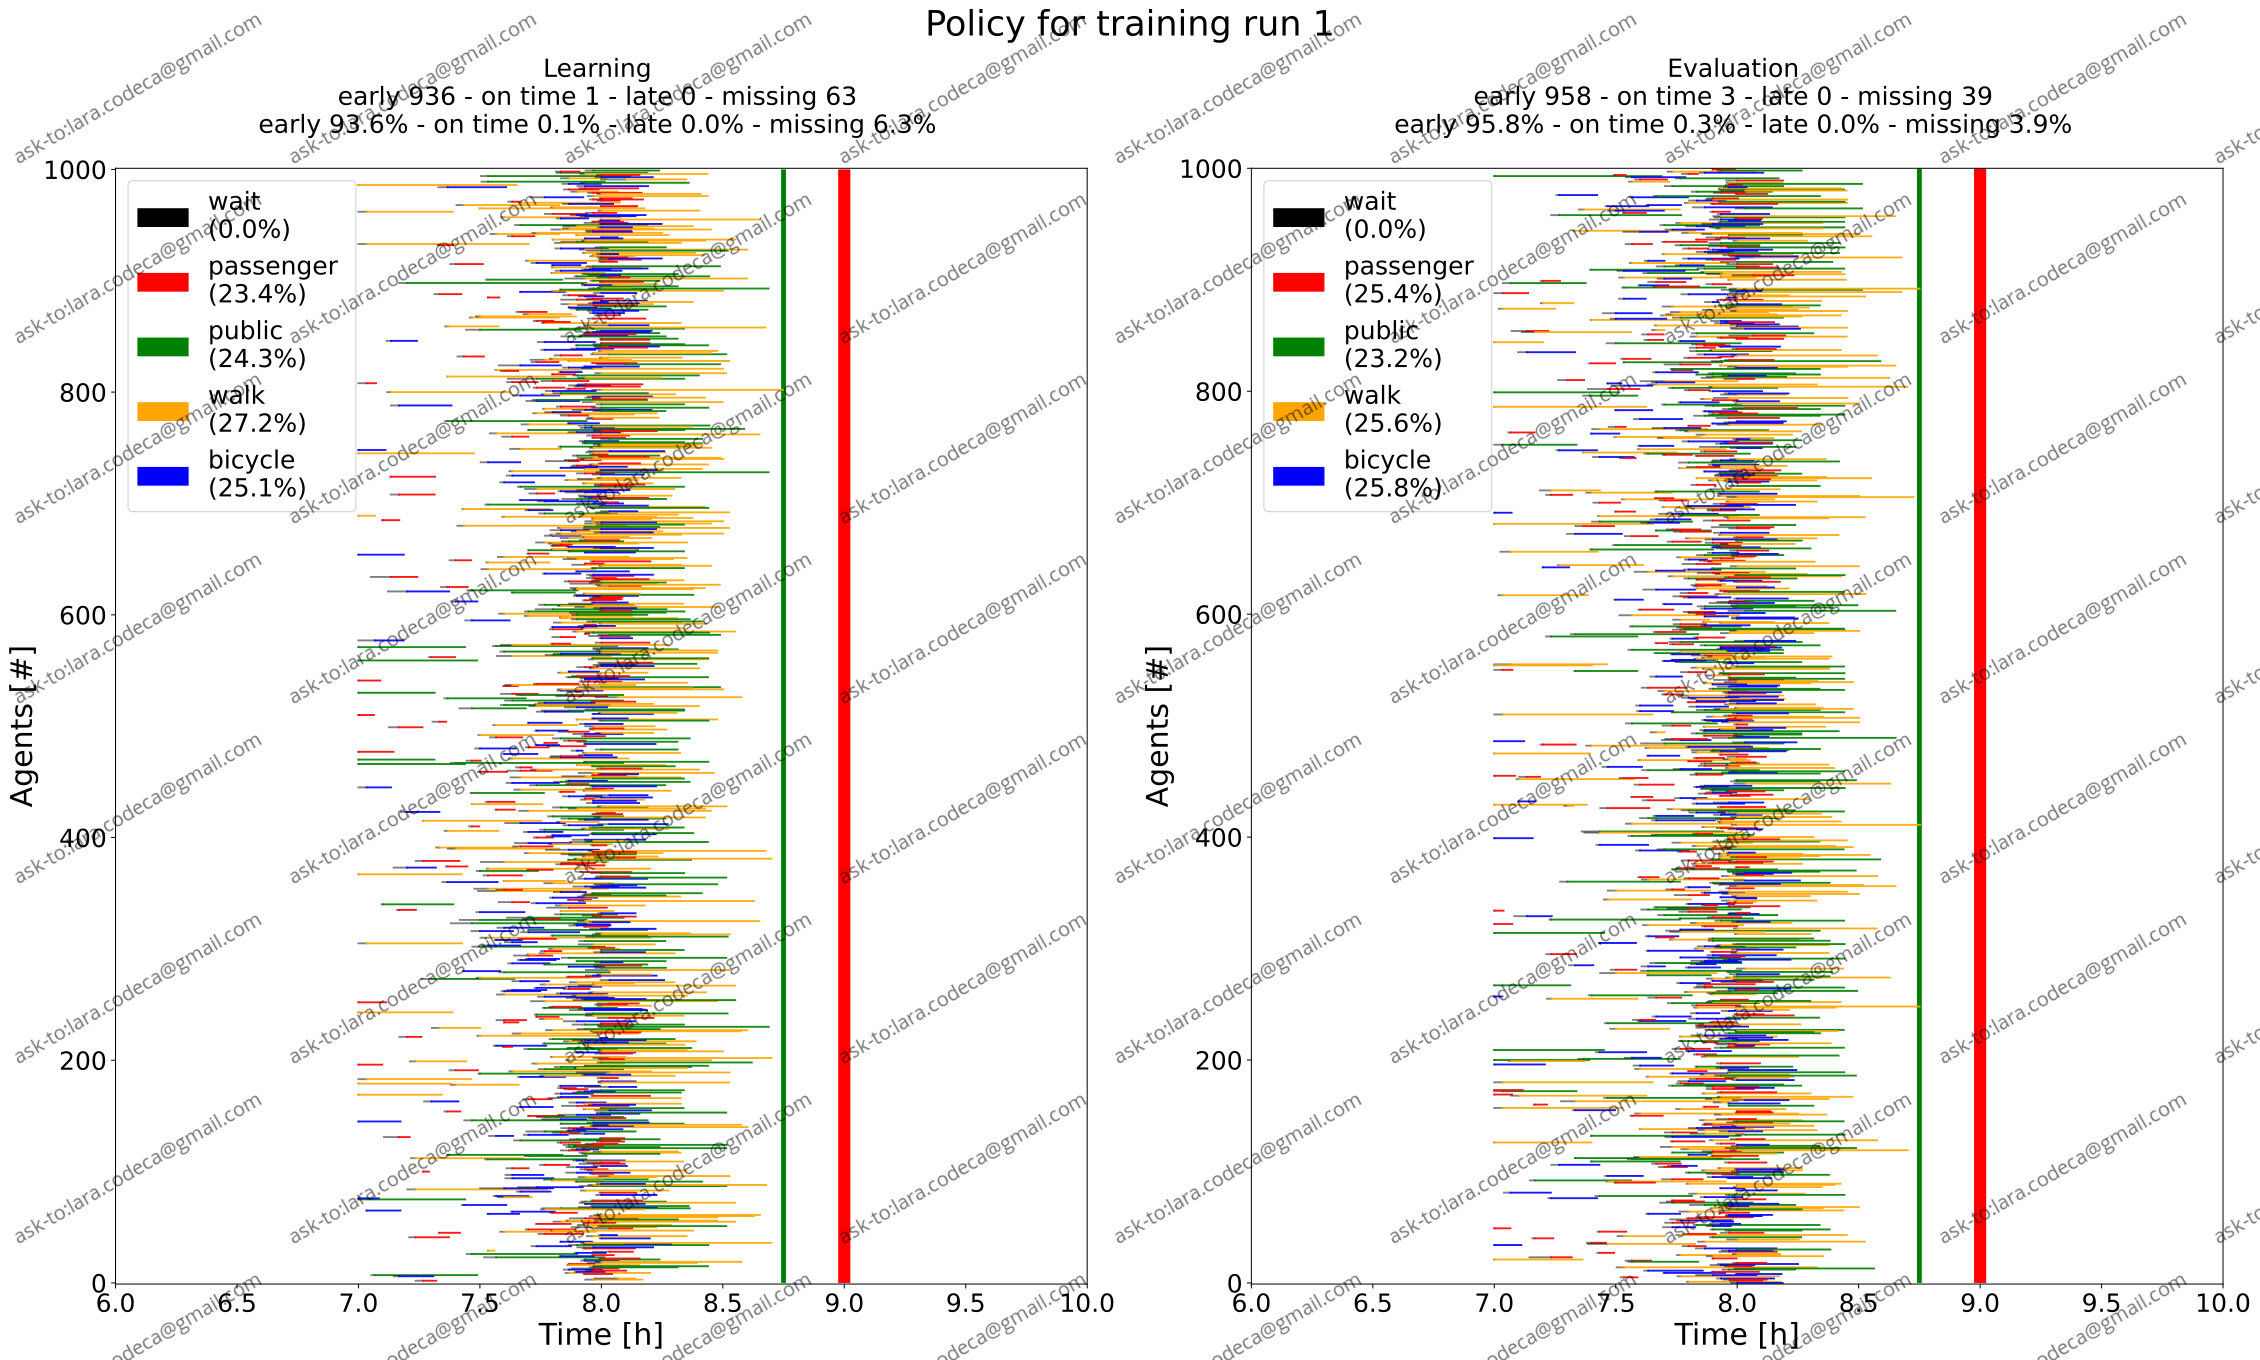 Policy for training run 1
Learning
early 936 - on time 1 - late 0 - missing 63
early 93.6% - on time 0.1% - late 0.0% - missing 6.3%
Agents [#]
1000
800
600
400
200
0
wait
(0.0%)
passenger
(23.4%)
public
(24.3%)
walk
(27.2%)
bicycle
(25.1%)
6.0 6.5 7.0 7.5 8.0 8.5 9.0 9.5 10.0
Time [h]
Evaluation
early 958 - on time 3 - late 0 - missing 39
early 95.8% - on time 0.3% - late 0.0% - missing 3.9%
Agents [#]
1000
800
600
400
200
0
wait
(0.0%)
passenger
(25.4%)
public
(23.2%)
walk
(25.6%)
bicycle
(25.8%)
6.0 6.5 7.0 7.5 8.0 8.5 9.0 9.5 10.0
Time [h]
ask-to:lara.codeca@gmail.com